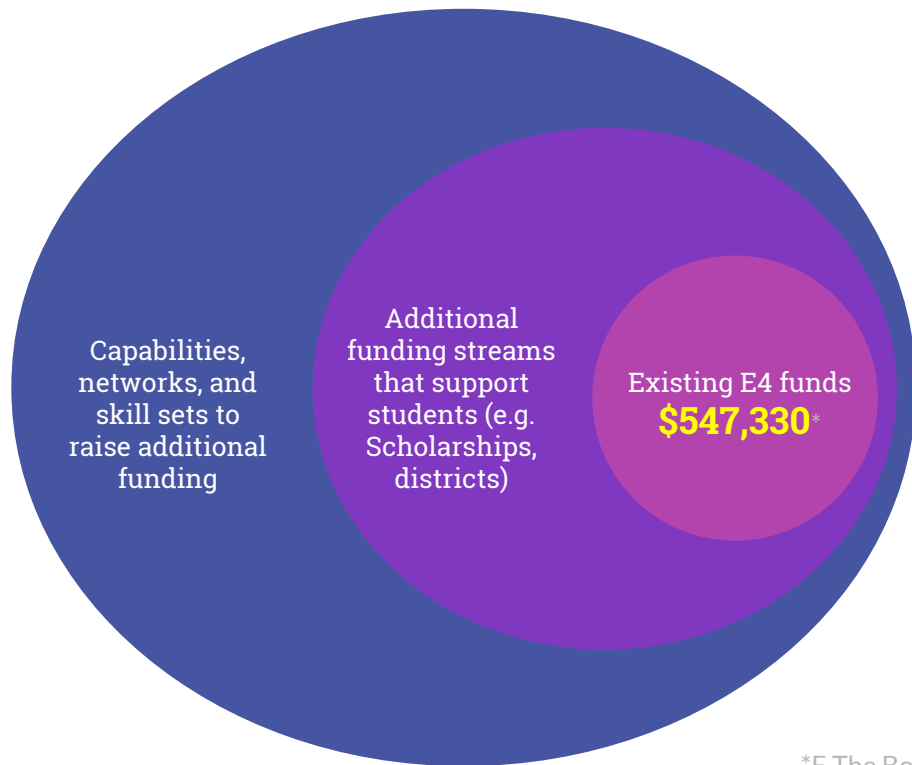 Capabilities,
networks, and
skill sets to
raise additional
funding
Additional
funding streams
that support
students (e.g.
Scholarships,
districts)
Existing E4 funds
$547,330*
*E The